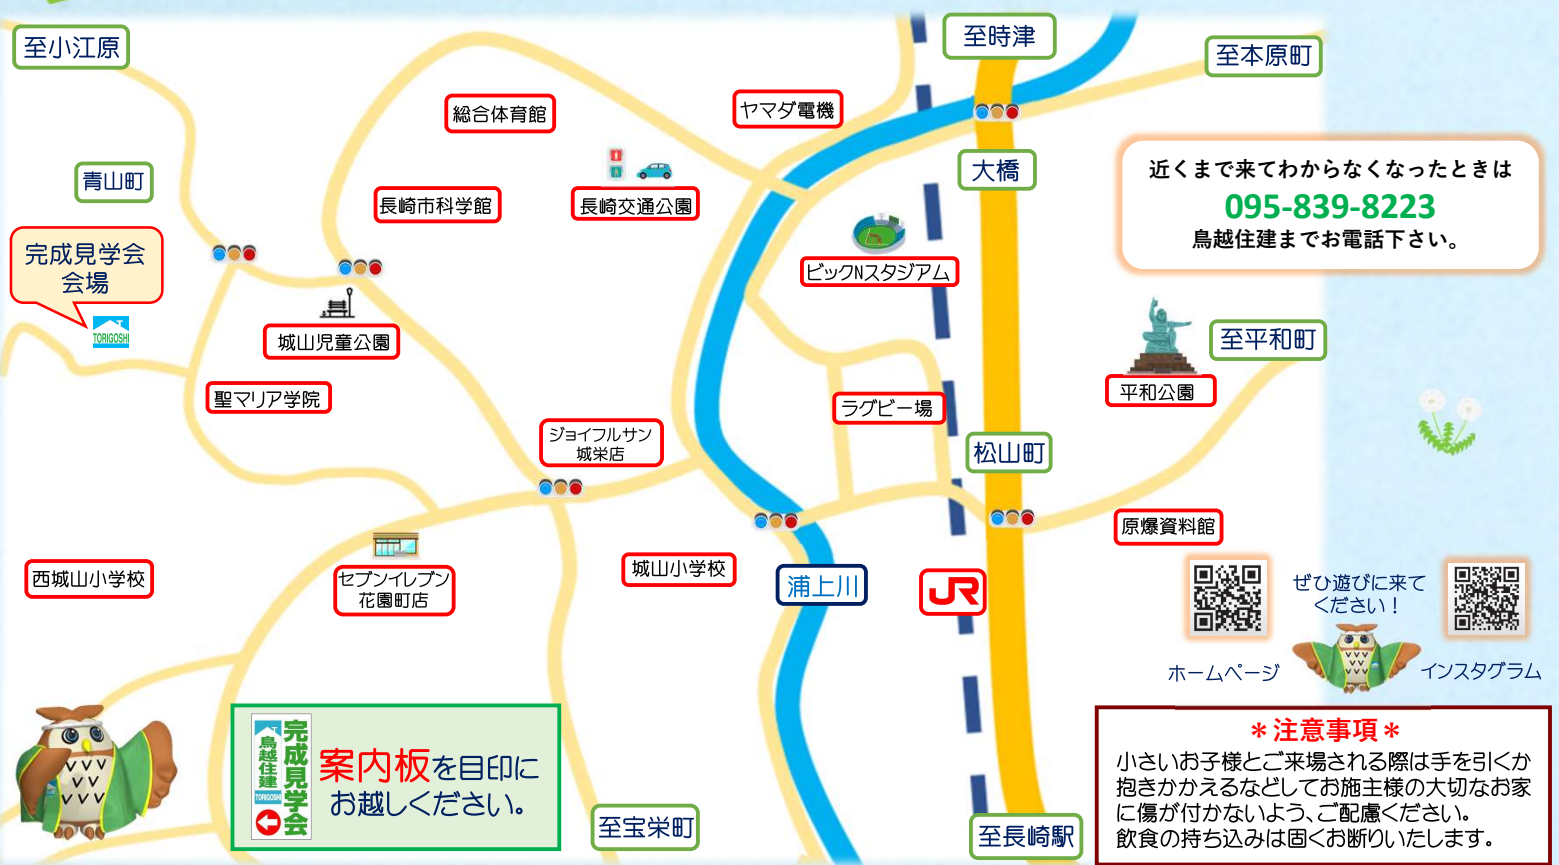 至小江原
至時津
至本原町
総合体育館
ヤマダ電機
青山町
大橋
長崎市科学館
長崎交通公園
近くまで来てわからなくなったときは
095-839-8223
鳥越住建までお電話下さい。
完成見学会
会場
TORIGOSHI
ビックNスタジアム
城山児童公園
至平和町
平和公園
聖マリア学院
ラグビー場
ジョイフルサン
城栄店
松山町
原爆資料館
西城山小学校
セブンイレブン
花園町店
城山小学校
浦上川
JR
ぜひ遊びに来て
ください！
ホームページ
インスタグラム
完成見学会
鳥越住建
TORIGOSHI
案内板を目印に
お越しください。
至宝栄町
至長崎駅
＊注意事項＊
小さいお子様とご来場される際は手を引くか
抱きかかえるなどしてお施主様の大切なお家
に傷が付かないよう、ご配慮ください。
飲食の持ち込みは固くお断りいたします。